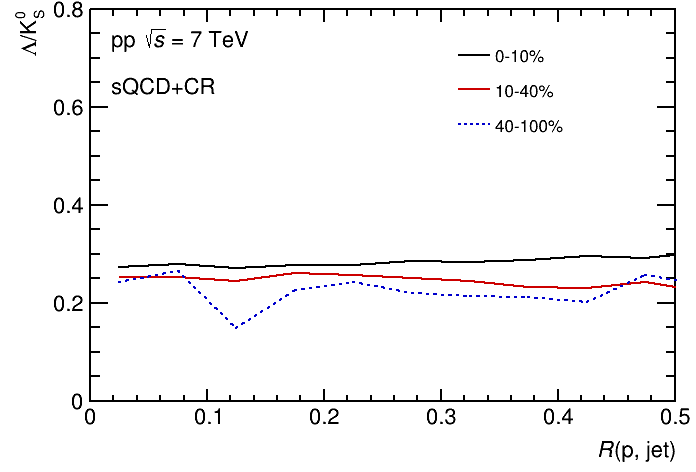 Λ/K⁰S
0.8
0.6
0.4
0.2
0
pp √s = 7 TeV
sQCD+CR
0-10%
10-40%
40-100%
0 0.1 0.2 0.3 0.4 0.5
R(p, jet)